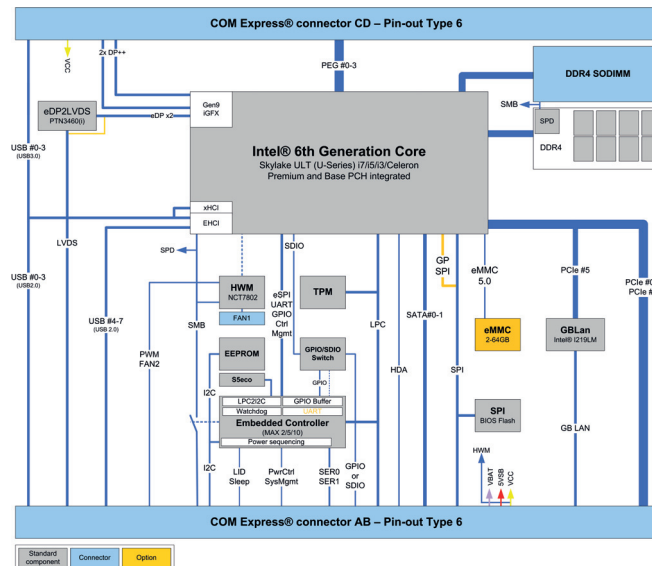 COM Express® connector CD – Pin-out Type 6
2x DP++
VCC
PEG #0-3
DDR4 SODIMM
Gen9
iGFX
eDP2LVDS
PTN3460(i)
eDP x2
SMB
SPD
DDR4
USB #0-3
(USB3.0)
Intel® 6th Generation Core
Skylake ULT (U-Series) i7/i5/i3/Celeron
Premium and Base PCH integrated
xHCI
EHCI
LVDS
SPD
SDIO
GP
SPI
eMMC
5.0
PCIe #5
PCIe #
PCIe #
USB #0-3
(USB2.0)
USB #4-7
(USB 2.0)
HWM
NCT7802
FAN1
TPM
eSPI
UART
GPIO
Ctrl
Mgmt
SMB
LPC
SATA#0-1
eMMC
2-64GB
GBLan
Intel® I219LM
PWM
FAN2
EEPROM
GPIO/SDIO
Switch
HDA
SPI
S5eco
GPIO
I2C
LPC2I2C
GPIO Buffer
Watchdog
UART
Embedded Controller
(MAX 2/5/10)
Power sequencing
SPI
BIOS Flash
GB LAN
I2C
LID
Sleep
PwrCtrl
SysMgmt
SER0
SER1
GPIO
or
SDIO
HWM
VBAT
5VSB
VCC
COM Express® connector AB – Pin-out Type 6
Standard
component
Connector
Option